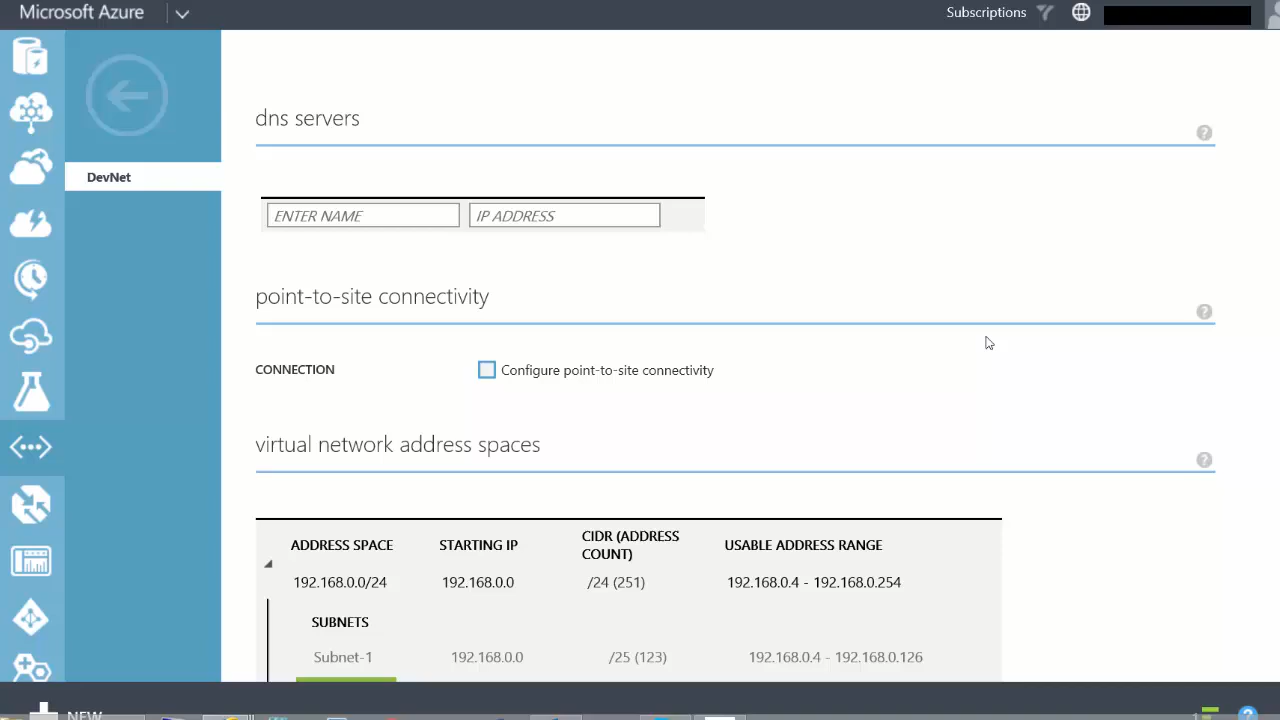 Microsoft Azure
Subscriptions
DevNet
dns servers
ENTER NAME
IP ADDRESS
point-to-site connectivity
CONNECTION
Configure point-to-site connectivity
virtual network address spaces
ADDRESS SPACE STARTING IP CIDR (ADDRESS COUNT) USABLE ADDRESS RANGE
192.168.0.0/24 192.168.0.0 /24 (251) 192.168.0.4 - 192.168.0.254
SUBNETS
Subnet-1 192.168.0.0 /25 (123) 192.168.0.4 - 192.168.0.126
NEW